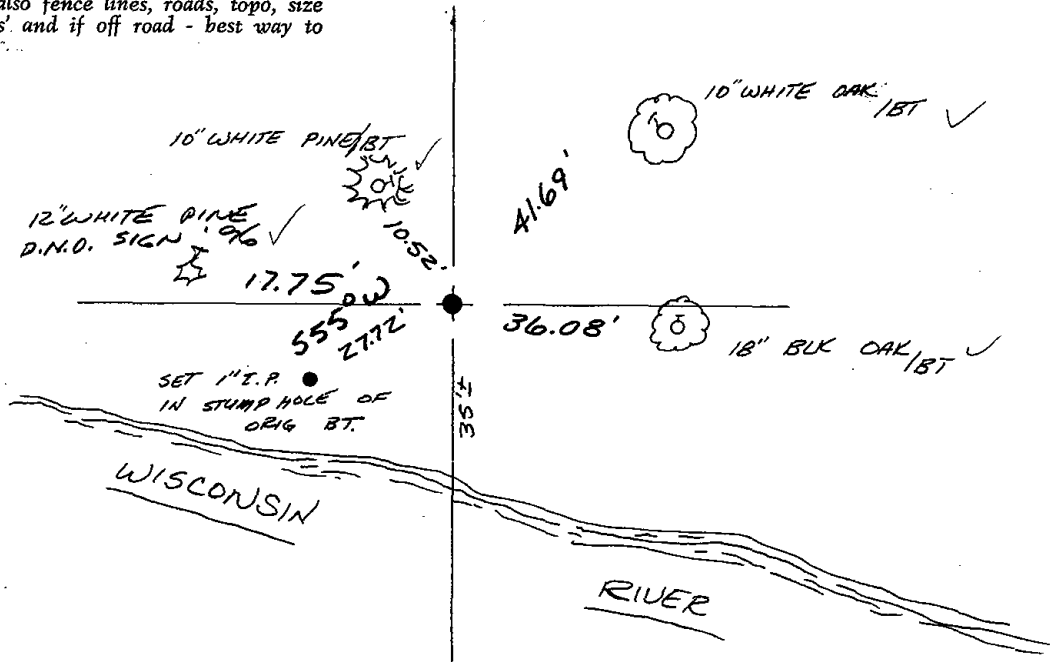 also fence lines, roads, topo, size
s' and if off road - best way to
10" WHITE OAK
/BT
10" WHITE PINE/BT
41.69'
12" WHITE PINE
D.N.D. SIGN
10.52'
17.75'
S55°W
27.72'
36.08'
18" BLK OAK/BT
SET 1" I.P.
IN STUMP HOLE OF
ORIG BT.
35'±
WISCONSIN
RIVER